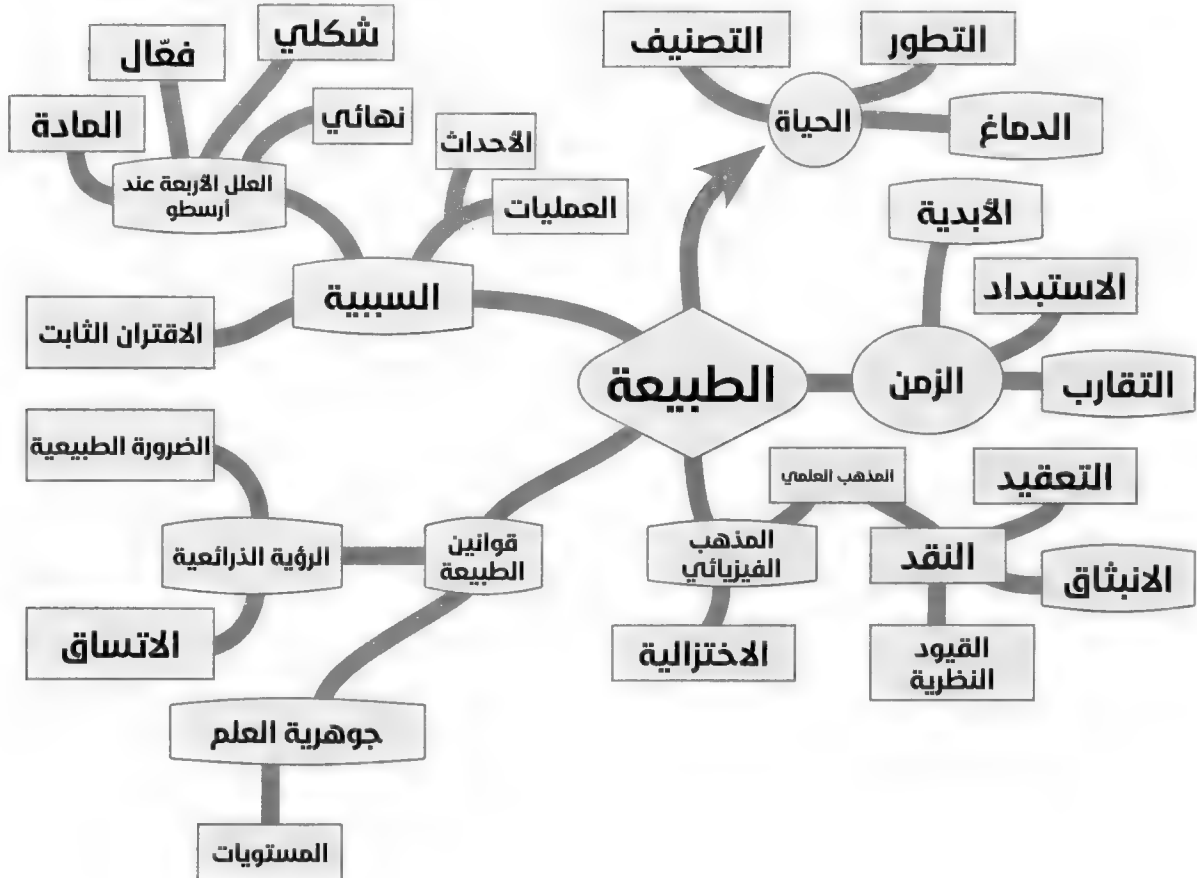 شكلي
فعّال
التصنيف
التطور
المادة
نهائي
الأحداث
الحياة
الدماغ
العلل الأربعة عند
أرسطو
العمليات
الأبدية
السببية
الاستبداد
الاقتران الثابت
الطبيعة
الزمن
التقارب
الضرورة الطبيعية
المذهب العلمي
التعقيد
الرؤية الذرائعية
قوانين
الطبيعة
المذهب
الفيزيائي
النقد
الانبثاق
الاتساق
الاختزالية
القيود
النظرية
جوهرية العلم
المستويات